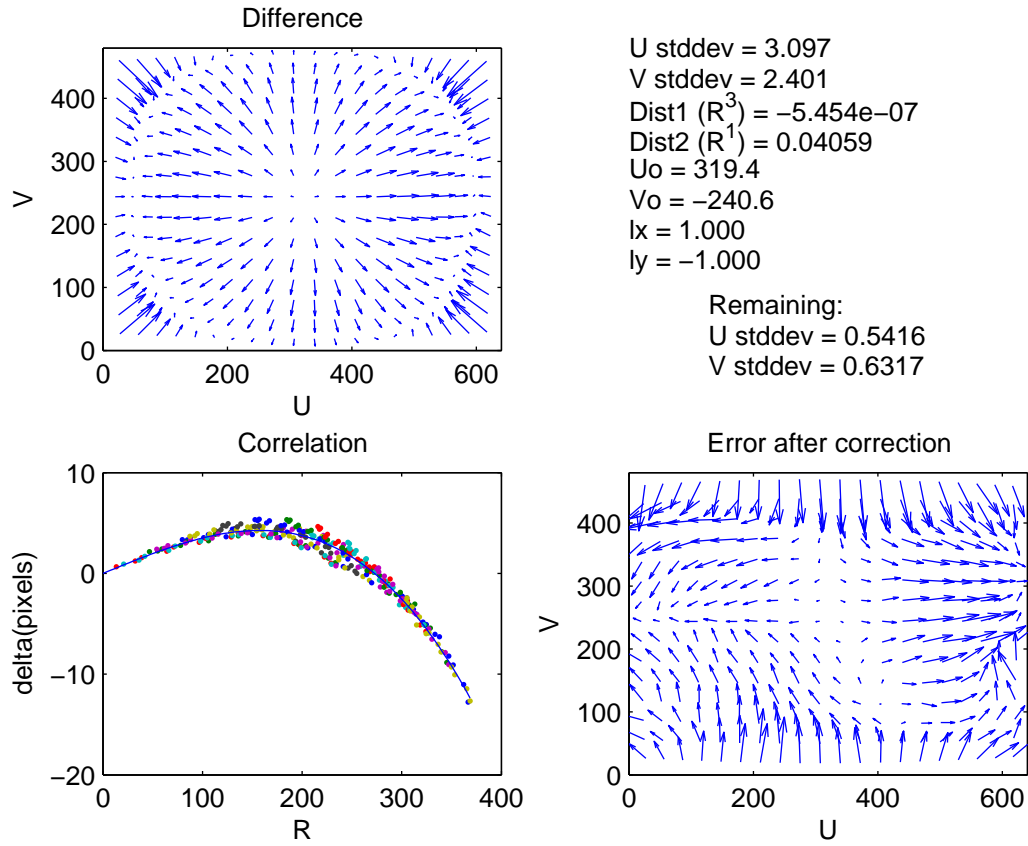 Difference
400
300
200
100
0
V
0 200 400 600
U
U stddev = 3.097
V stddev = 2.401
Dist1 (R^3) = −5.454e−07
Dist2 (R^1) = 0.04059
Uo = 319.4
Vo = −240.6
lx = 1.000
ly = −1.000
Remaining:
U stddev = 0.5416
V stddev = 0.6317
Correlation
10
0
−10
−20
delta(pixels)
0 100 200 300 400
R
Error after correction
400
300
200
100
0
V
0 200 400 600
U